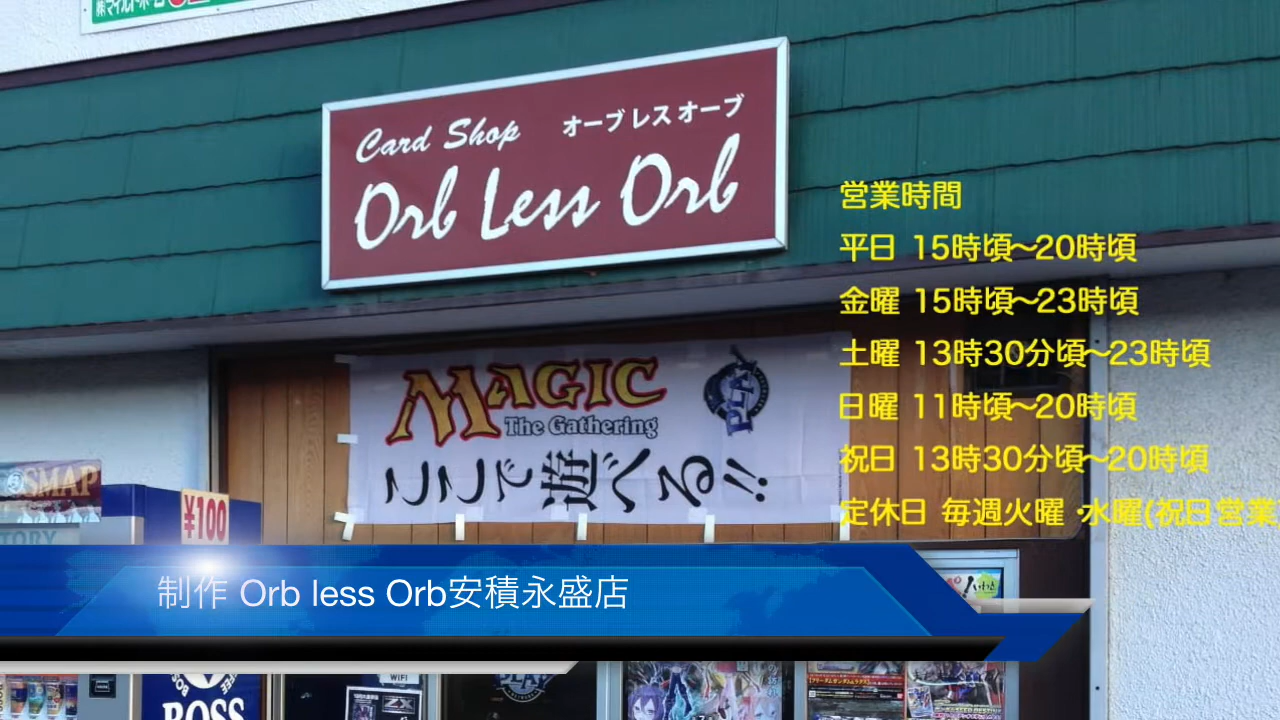 Card Shop オーブ レス オーブ
Orb Less Orb
営業時間
平日 15時頃〜20時頃
金曜 15時頃〜23時頃
土曜 13時30分頃〜23時頃
日曜 11時頃〜20時頃
祝日 13時30分頃〜20時頃
定休日 毎週火曜・水曜(祝日営業
MAGIC
The Gathering
PLAY
ここで遊べる!!
SMAP
¥100
制作 Orb less Orb安積永盛店
WiFi
BOSS
ZX